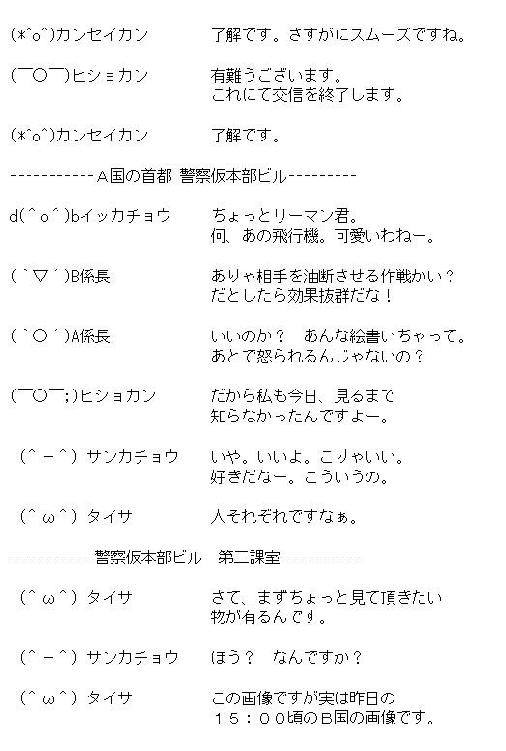 (*^o^)カンセイカン　了解です。さすがにスムーズですね。
(￣○￣)ヒショカン　有難うございます。
これにて交信を終了します。
(*^o^)カンセイカン　了解です。
-----------Ａ国の首都 警察仮本部ビル---------
d(＾o＾)bイッカチョウ　ちょっとリーマン君。
何、あの飛行機。可愛いわねー。
(｀▽´)B係長　ありゃ相手を油断させる作戦かい？
だとしたら効果抜群だな！
(｀○´)A係長　いいのか？　あんな絵書いちゃって。
あとで怒られるんじゃないの？
(￣○￣;)ヒショカン　だから私も今日、見るまで
知らなかったんですよー。
（＾－＾）サンカチョウ　いや。いいよ。こりゃいい。
好きだなー。こういうの。
（＾ω＾）タイサ　人それぞれですなぁ。
-----------警察仮本部ビル　第二課室-----------
（＾ω＾）タイサ　さて、まずちょっと見て頂きたい
物が有るんです。
（＾－＾）サンカチョウ　ほう？　なんですか？
（＾ω＾）タイサ　この画像ですが実は昨日の
１５：００頃のＢ国の画像です。